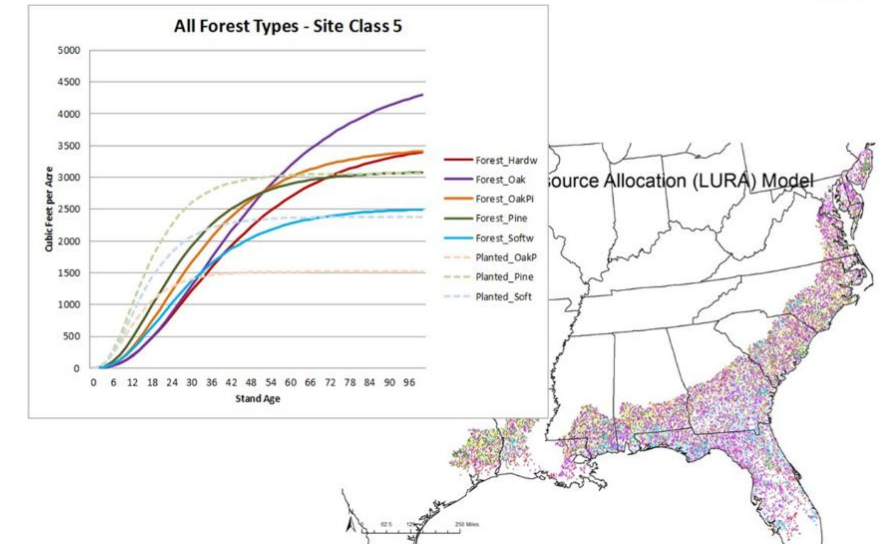 All Forest Types - Site Class 5
5000
4500
4000
3500
3000
2500
2000
1500
1000
500
0
Cubic Feet per Acre
0 6 12 18 24 30 36 42 48 54 60 66 72 78 84 90 96
Stand Age
Forest_Hardw
Forest_Oak
Forest_OakPi
Forest_Pine
Forest_Softw
Planted_OakP
Planted_Pine
Planted_Soft
source Allocation (LURA) Model
250 Miles